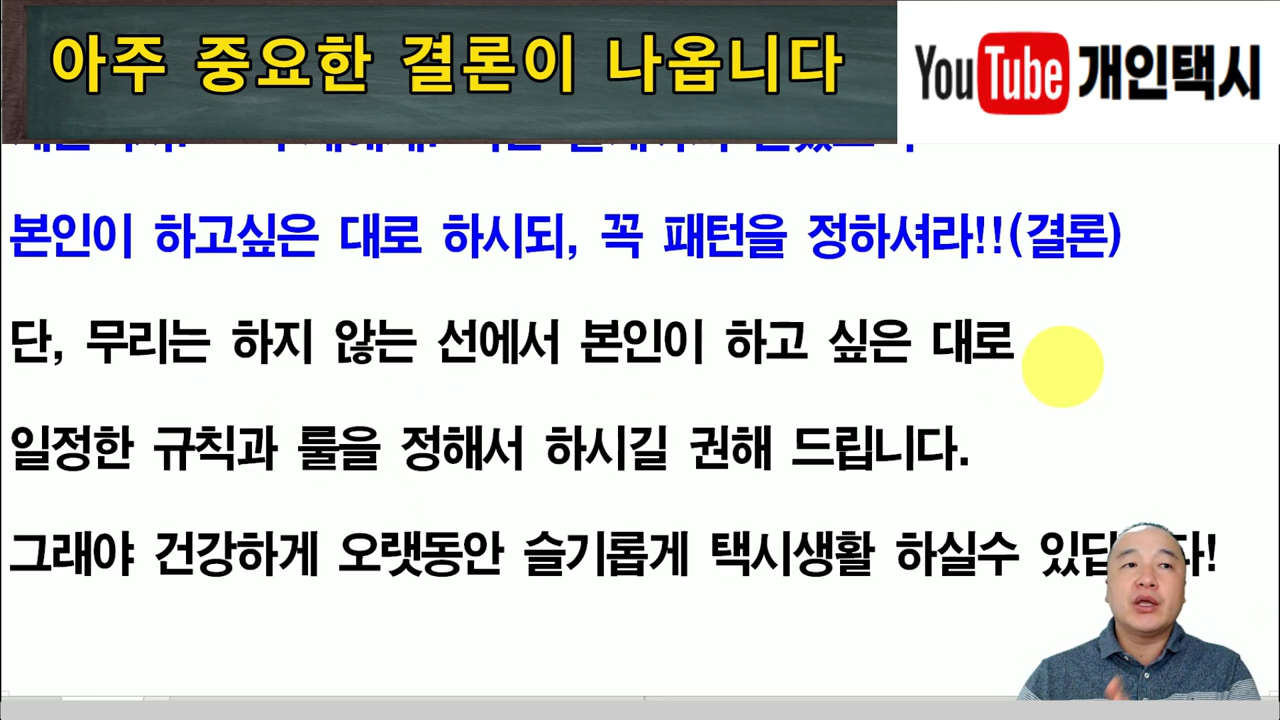 아주 중요한 결론이 나옵니다
YouTube 개인택시
본인이 하고싶은 대로 하시되, 꼭 패턴을 정하셔라!!(결론)
단, 무리는 하지 않는 선에서 본인이 하고 싶은 대로
일정한 규칙과 룰을 정해서 하시길 권해 드립니다.
그래야 건강하게 오랫동안 슬기롭게 택시생활 하실수